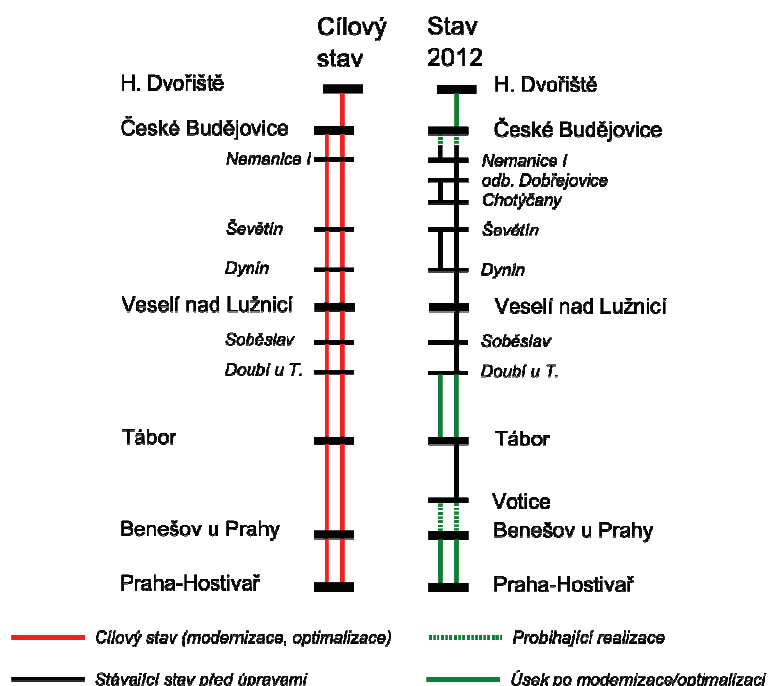 Cílový
stav
H. Dvořiště
České Budějovice
Nemanice I
Ševětín
Dynín
Veselí nad Lužnicí
Soběslav
Doubí u T.
Tábor
Benešov u Prahy
Praha-Hostivař
Stav
2012
H. Dvořiště
České Budějovice
Nemanice I
odb. Dobřejovice
Chotýčany
Ševětín
Dynín
Veselí nad Lužnicí
Soběslav
Doubí u T.
Tábor
Votice
Benešov u Prahy
Praha-Hostivař
Cílový stav (modernizace, optimalizace)
Probíhající realizace
Stávající stav před úpravami
Úsek po modernizace/optimalizaci